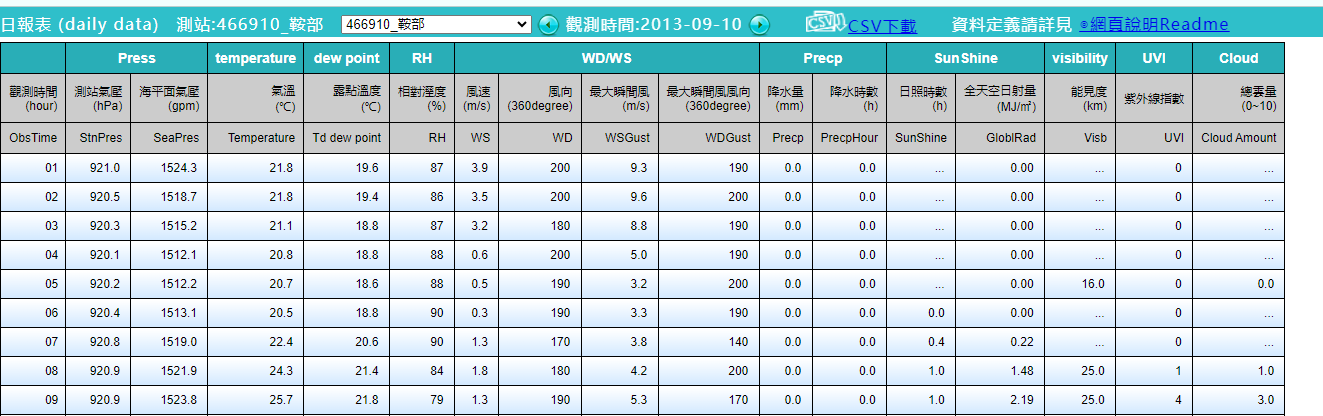 日報表 (daily data) 測站:466910_鞍部 466910_鞍部 觀測時間:2013-09-10 CSV CSV下載 資料定義請詳見 ⊙網頁說明Readme
Press temperature dew point RH WD/WS Precp SunShine visibility UVI Cloud
觀測時間 (hour) 測站氣壓 (hPa) 海平面氣壓 (gpm) 氣溫 (℃) 露點溫度 (℃) 相對溼度 (%) 風速 (m/s) 風向 (360degree) 最大瞬間風 (m/s) 最大瞬間風風向 (360degree) 降水量 (mm) 降水時數 (h) 日照時數 (h) 全天空日射量 (MJ/㎡) 能見度 (km) 紫外線指數 總雲量 (0~10)
ObsTime StnPres SeaPres Temperature Td dew point RH WS WD WSGust WDGust Precp PrecpHour SunShine GloblRad Visb UVI Cloud Amount
01 921.0 1524.3 21.8 19.6 87 3.9 200 9.3 190 0.0 0.0 ... 0.00 ... 0 ...
02 920.5 1518.7 21.8 19.4 86 3.5 200 9.6 200 0.0 0.0 ... 0.00 ... 0 ...
03 920.3 1515.2 21.1 18.8 87 3.2 180 8.8 190 0.0 0.0 ... 0.00 ... 0 ...
04 920.1 1512.1 20.8 18.8 88 0.6 200 5.0 190 0.0 0.0 ... 0.00 ... 0 ...
05 920.2 1512.2 20.7 18.6 88 0.5 190 3.2 200 0.0 0.0 ... 0.00 16.0 0 0.0
06 920.4 1513.1 20.5 18.8 90 0.3 190 3.3 190 0.0 0.0 0.0 0.00 ... 0 ...
07 920.8 1519.0 22.4 20.6 90 1.3 170 3.8 140 0.0 0.0 0.4 0.22 ... 0 ...
08 920.9 1521.9 24.3 21.4 84 1.8 180 4.2 200 0.0 0.0 1.0 1.48 25.0 1 1.0
09 920.9 1523.8 25.7 21.8 79 1.3 190 5.3 170 0.0 0.0 1.0 2.19 25.0 4 3.0